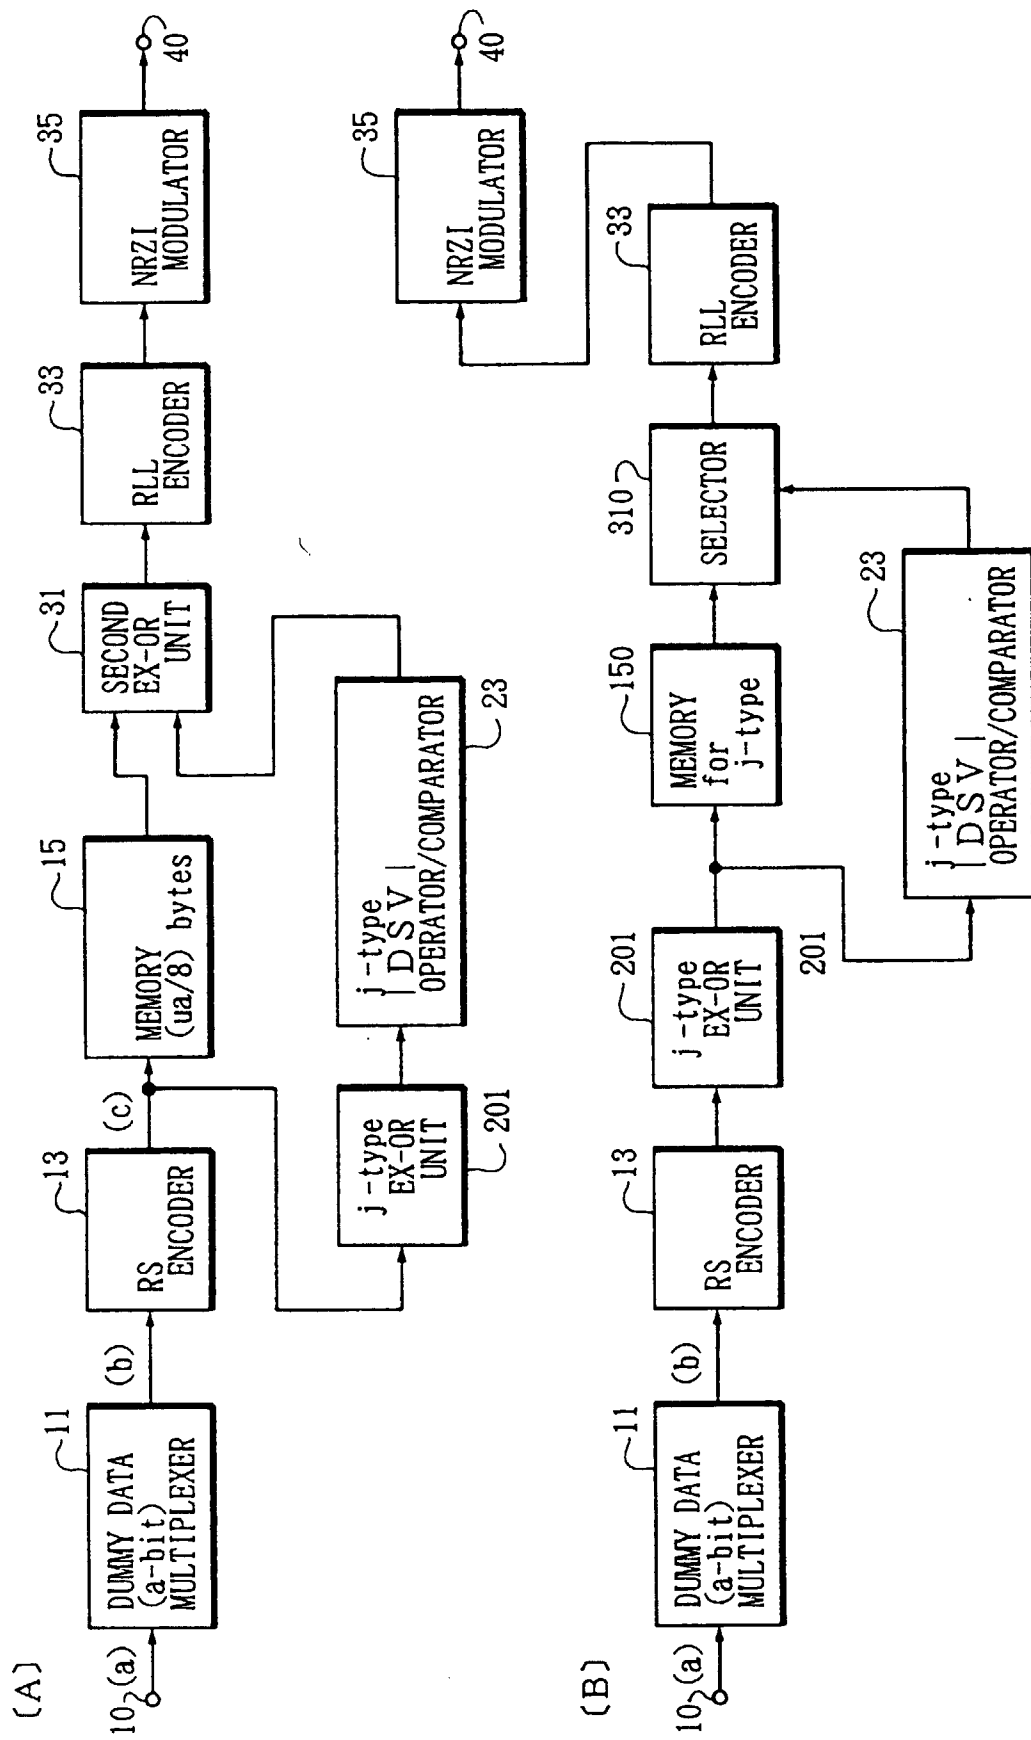 [A]
10
(a)
DUMMY DATA
(a-bit)
MULTIPLEXER
11
(b)
RS
ENCODER
13
(c)
MEMORY
(ua/8) bytes
15
j-type
EX-OR
UNIT
201
j-type
|DSV|
OPERATOR/COMPARATOR
23
SECOND
EX-OR
UNIT
31
RLL
ENCODER
33
NRZI
MODULATOR
35
40
[B]
10
(a)
DUMMY DATA
(a-bit)
MULTIPLEXER
11
(b)
RS
ENCODER
13
j-type
EX-OR
UNIT
201
201
MEMORY
for
j-type
150
j-type
|DSV|
OPERATOR/COMPARATOR
23
SELECTOR
310
RLL
ENCODER
33
NRZI
MODULATOR
35
40